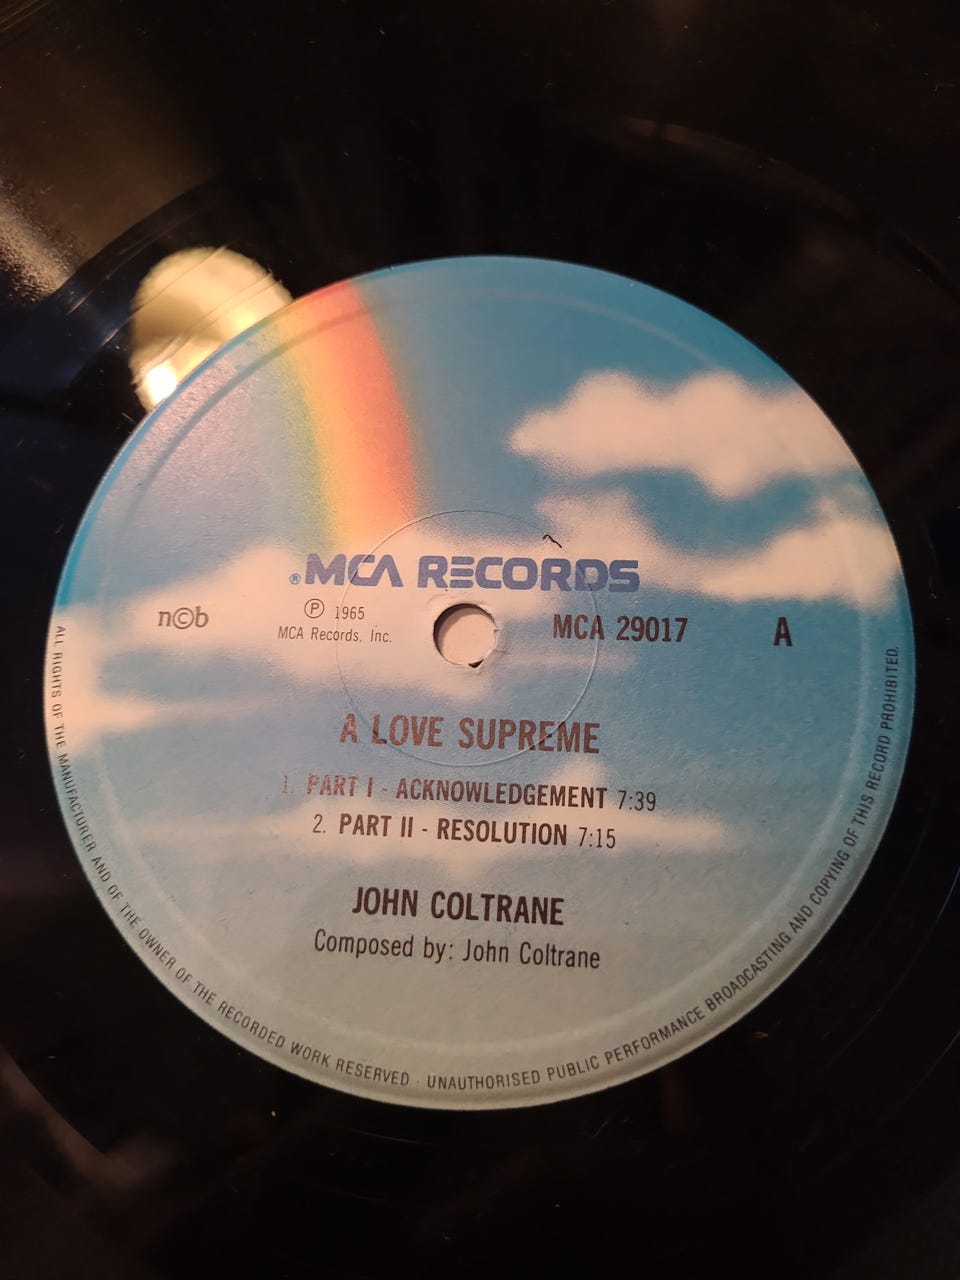 ®MCA RECORDS
n©b
℗ 1965
MCA Records, Inc.
MCA 29017
A
A LOVE SUPREME
1. PART I - ACKNOWLEDGEMENT 7:39
2. PART II - RESOLUTION 7:15
JOHN COLTRANE
Composed by: John Coltrane
ALL RIGHTS OF THE MANUFACTURER AND OF THE OWNER OF THE RECORDED WORK RESERVED · UNAUTHORISED PUBLIC PERFORMANCE BROADCASTING AND COPYING OF THIS RECORD PROHIBITED.